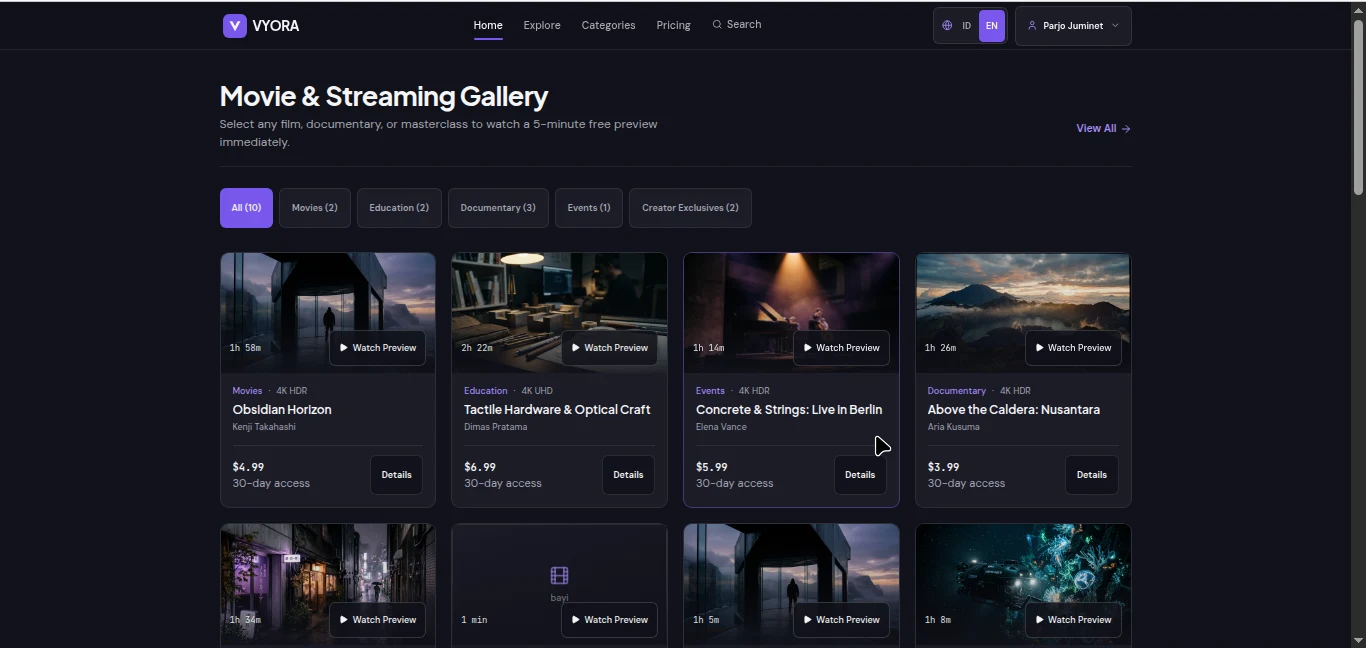 VYORA
Home
Explore
Categories
Pricing
Search
ID
EN
Parjo Juminet
Movie & Streaming Gallery
Select any film, documentary, or masterclass to watch a 5-minute free preview
immediately.
View All →
All (10)
Movies (2)
Education (2)
Documentary (3)
Events (1)
Creator Exclusives (2)
1h 58m
Watch Preview
Movies · 4K HDR
Obsidian Horizon
Kenji Takahashi
$4.99
30-day access
Details
2h 22m
Watch Preview
Education · 4K UHD
Tactile Hardware & Optical Craft
Dimas Pratama
$6.99
30-day access
Details
1h 14m
Watch Preview
Events · 4K HDR
Concrete & Strings: Live in Berlin
Elena Vance
$5.99
30-day access
Details
1h 26m
Watch Preview
Documentary · 4K HDR
Above the Caldera: Nusantara
Aria Kusuma
$3.99
30-day access
Details
1h 34m
Watch Preview
bayi
1 min
Watch Preview
1h 5m
Watch Preview
1h 8m
Watch Preview